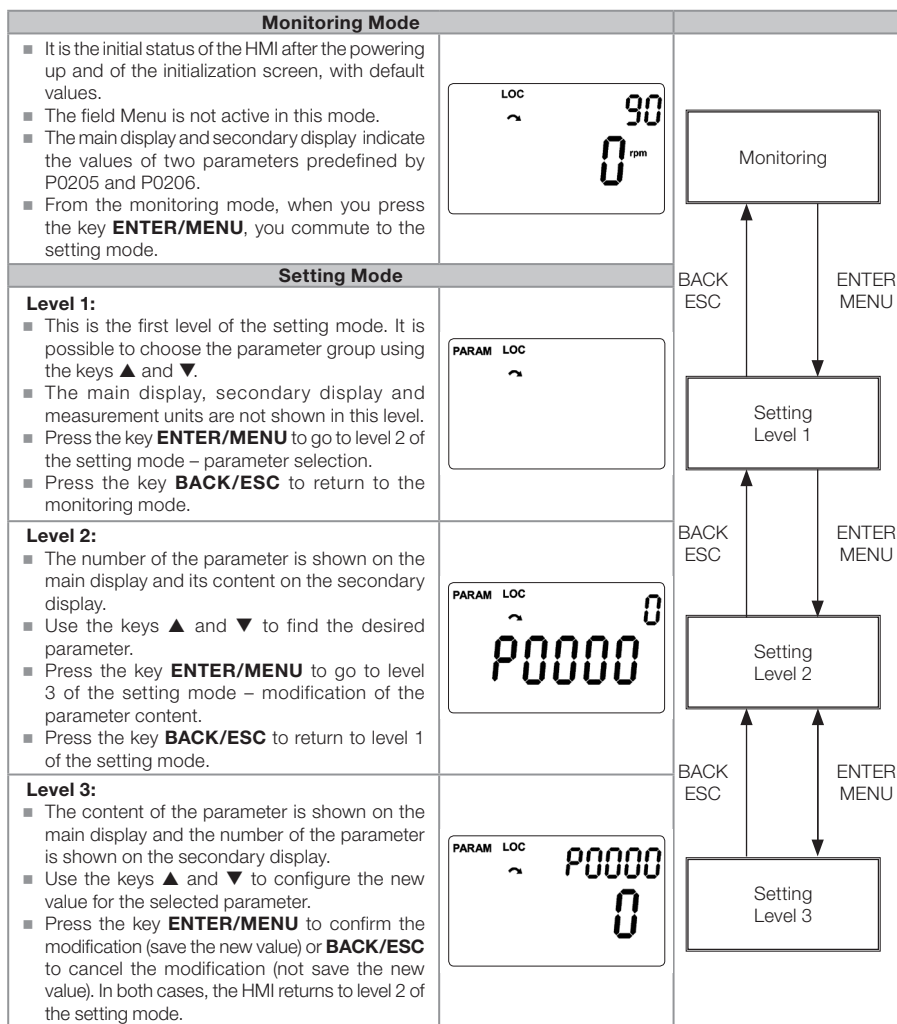 Monitoring Mode
■ It is the initial status of the HMI after the powering
up and of the initialization screen, with default
values.
■ The field Menu is not active in this mode.
■ The main display and secondary display indicate
the values of two parameters predefined by
P0205 and P0206.
■ From the monitoring mode, when you press
the key ENTER/MENU, you commute to the
setting mode.
LOC
90
0 rpm
Setting Mode
Level 1:
■ This is the first level of the setting mode. It is
possible to choose the parameter group using
the keys ▲ and ▼.
■ The main display, secondary display and
measurement units are not shown in this level.
■ Press the key ENTER/MENU to go to level 2 of
the setting mode – parameter selection.
■ Press the key BACK/ESC to return to the
monitoring mode.
PARAM LOC
Level 2:
■ The number of the parameter is shown on the
main display and its content on the secondary
display.
■ Use the keys ▲ and ▼ to find the desired
parameter.
■ Press the key ENTER/MENU to go to level
3 of the setting mode – modification of the
parameter content.
■ Press the key BACK/ESC to return to level 1
of the setting mode.
PARAM LOC
0
P0000
Level 3:
■ The content of the parameter is shown on the
main display and the number of the parameter
is shown on the secondary display.
■ Use the keys ▲ and ▼ to configure the new
value for the selected parameter.
■ Press the key ENTER/MENU to confirm the
modification (save the new value) or BACK/ESC
to cancel the modification (not save the new
value). In both cases, the HMI returns to level 2 of
the setting mode.
PARAM LOC
P0000
0
Monitoring
BACK
ESC
ENTER
MENU
Setting
Level 1
BACK
ESC
ENTER
MENU
Setting
Level 2
BACK
ESC
ENTER
MENU
Setting
Level 3